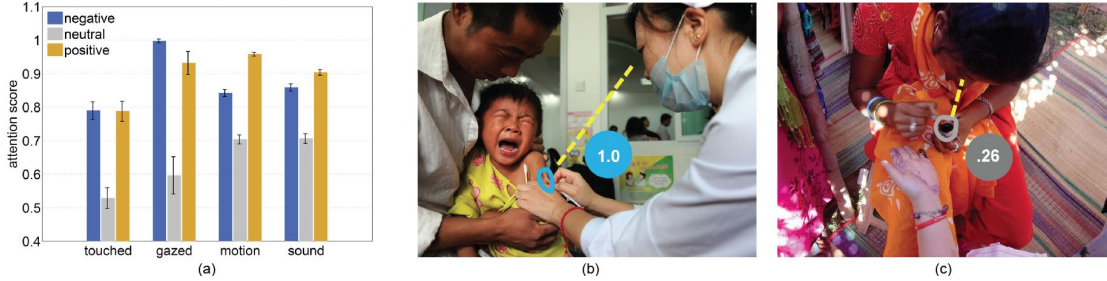 1.1
1
0.9
0.8
0.7
0.6
0.5
0.4
attention score
negative
neutral
positive
touched gazed motion sound
(a)
1.0
(b)
.26
(c)